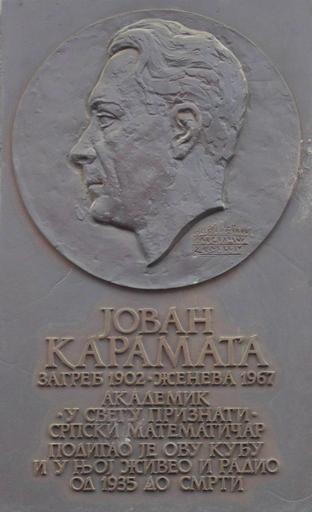 ЈОВАН
КАРАМАТА
ЗАГРЕБ 1902-ЖЕНЕВА 1967
АКАДЕМИК
·У СВЕТУ ПРИЗНАТИ·
СРПСКИ МАТЕМАТИЧАР
ПОДИГАО ЈЕ ОВУ КУЋУ
И У ЊОЈ ЖИВЕО И РАДИО
ОД 1935 ДО СМРТИ